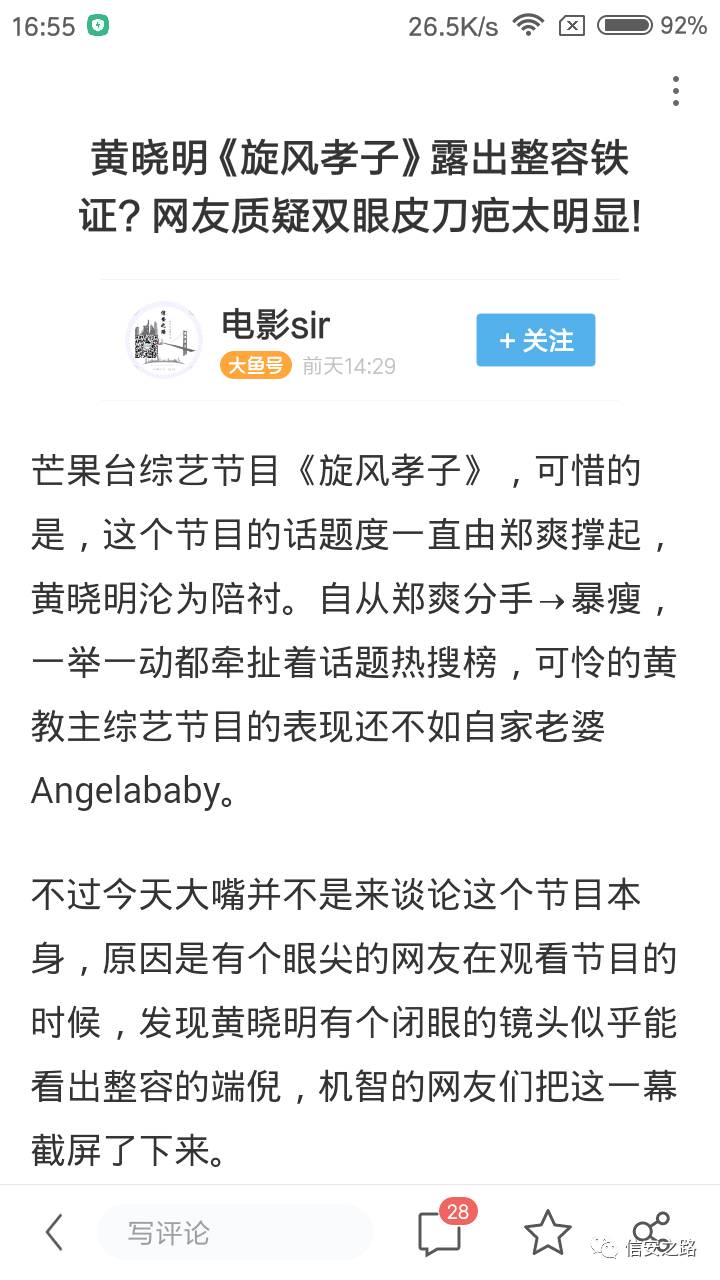 16:55
26.5K/s
92%
黄晓明《旋风孝子》露出整容铁
证？网友质疑双眼皮刀疤太明显!
电影sir
大鱼号 前天14:29
+ 关注
芒果台综艺节目《旋风孝子》，可惜的
是，这个节目的话题度一直由郑爽撑起，
黄晓明沦为陪衬。自从郑爽分手→暴瘦，
一举一动都牵扯着话题热搜榜，可怜的黄
教主综艺节目的表现还不如自家老婆
Angelababy。
不过今天大嘴并不是来谈论这个节目本
身，原因是有个眼尖的网友在观看节目的
时候，发现黄晓明有个闭眼的镜头似乎能
看出整容的端倪，机智的网友们把这一幕
截屏了下来。
写评论
28
信安之路